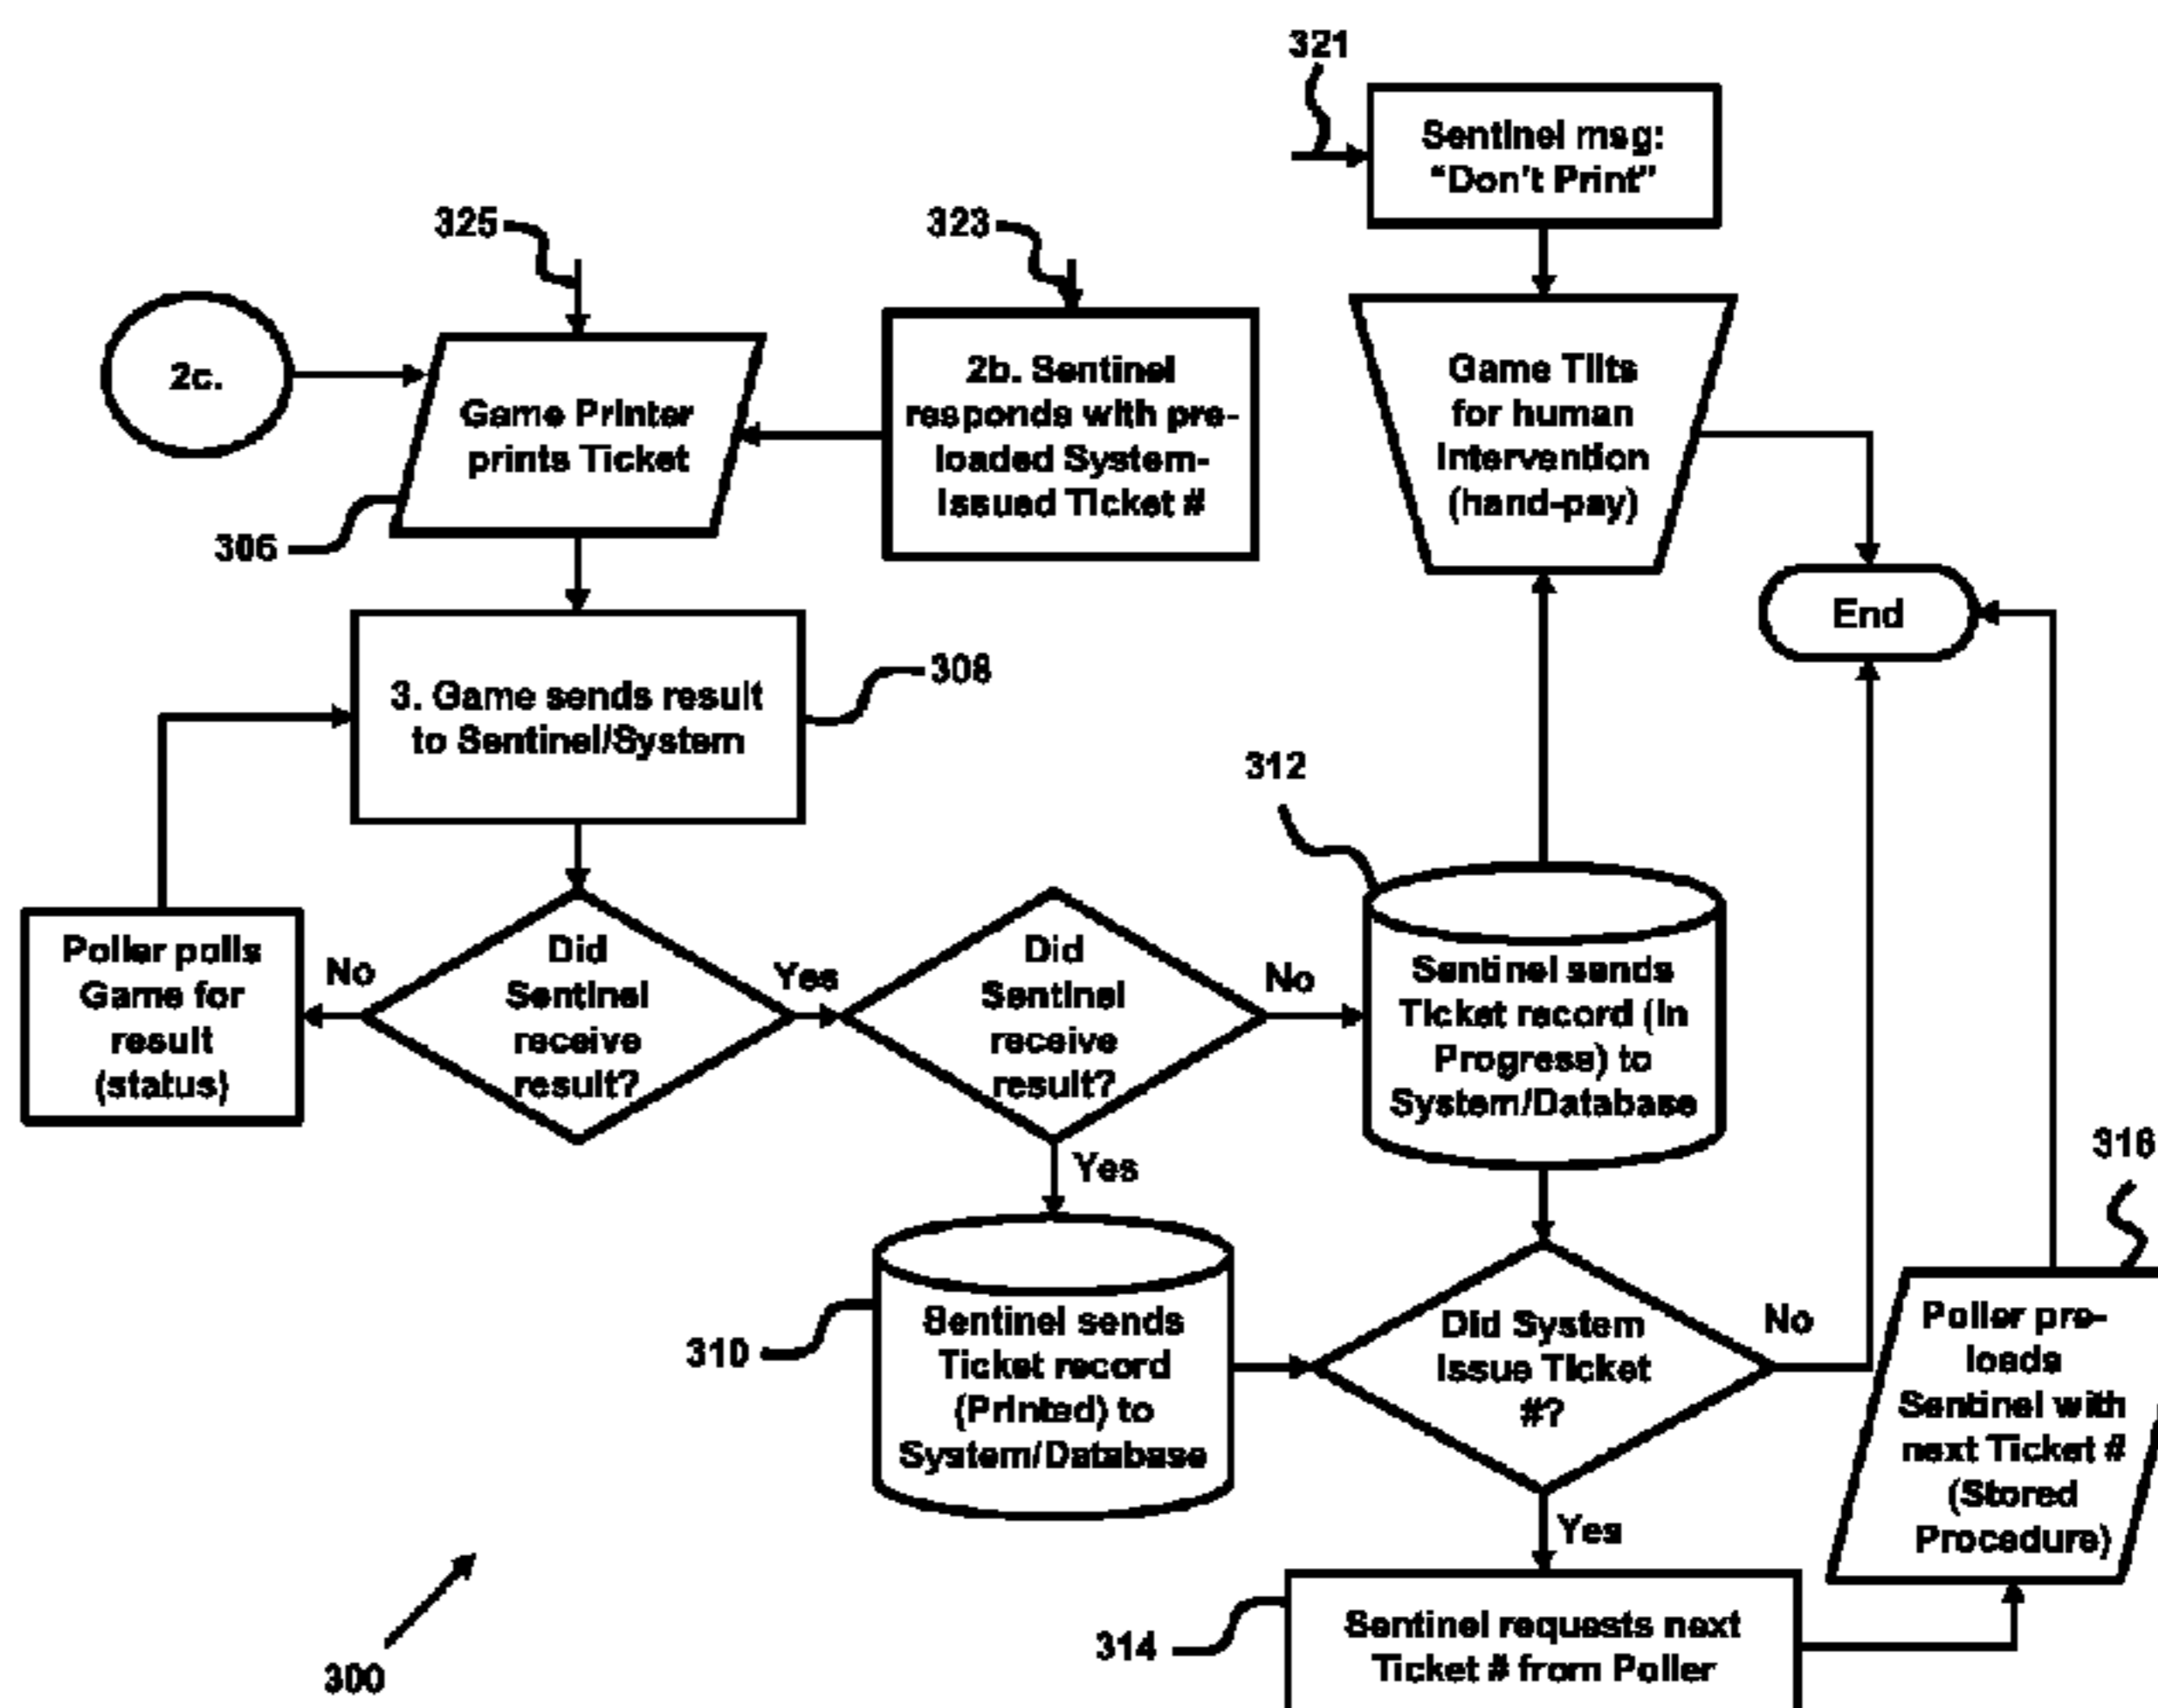 321
Sentinel msg:
“Don’t Print”
325
323
2c.
Game Printer
prints Ticket
2b. Sentinel
responds with pre-
loaded System-
Issued Ticket #
Game Tilts
for human
Intervention
(hand-pay)
306
End
3. Game sends result
to Sentinel/System
308
312
Poller polls
Game for
result
(status)
No
Did
Sentinel
receive
result?
Yes
Did
Sentinel
receive
result?
No
Sentinel sends
Ticket record (In
Progress) to
System/Database
Yes
316
310
Sentinel sends
Ticket record
(Printed) to
System/Database
Did System
Issue Ticket
#?
No
Poller pre-
loads
Sentinel with
next Ticket #
(Stored
Procedure)
Yes
314
Sentinel requests next
Ticket # from Poller
300